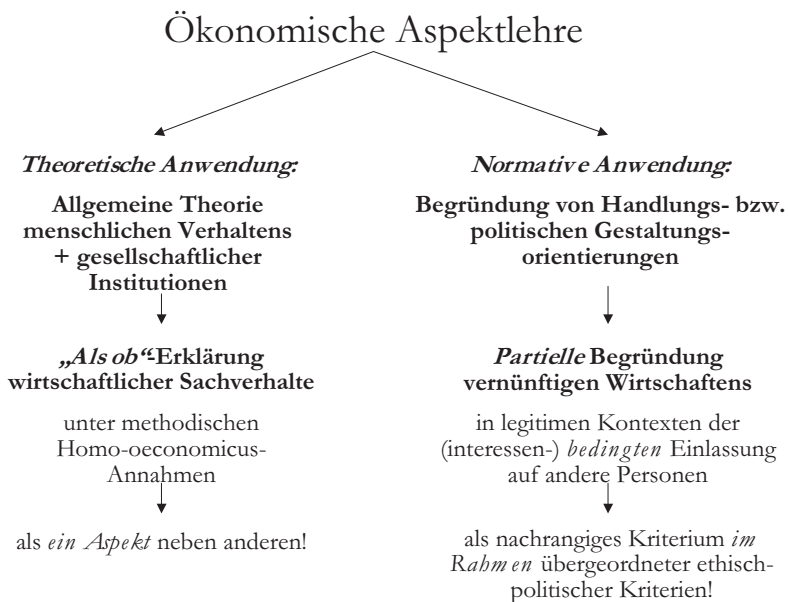 Ökonomische Aspektlehre
Theoretische Anwendung:
Allgemeine Theorie
menschlichen Verhaltens
+ gesellschaftlicher
Institutionen
„Als ob“-Erklärung
wirtschaftlicher Sachverhalte
unter methodischen
Homo-oeconomicus-
Annahmen
als ein Aspekt neben anderen!
Normative Anwendung:
Begründung von Handlungs- bzw.
politischen Gestaltungs-
orientierungen
Partielle Begründung
vernünftigen Wirtschaftens
in legitimen Kontexten der
(interessen-) bedingten Einlassung
auf andere Personen
als nachrangiges Kriterium im
Rahmen übergeordneter ethisch-
politischer Kriterien!